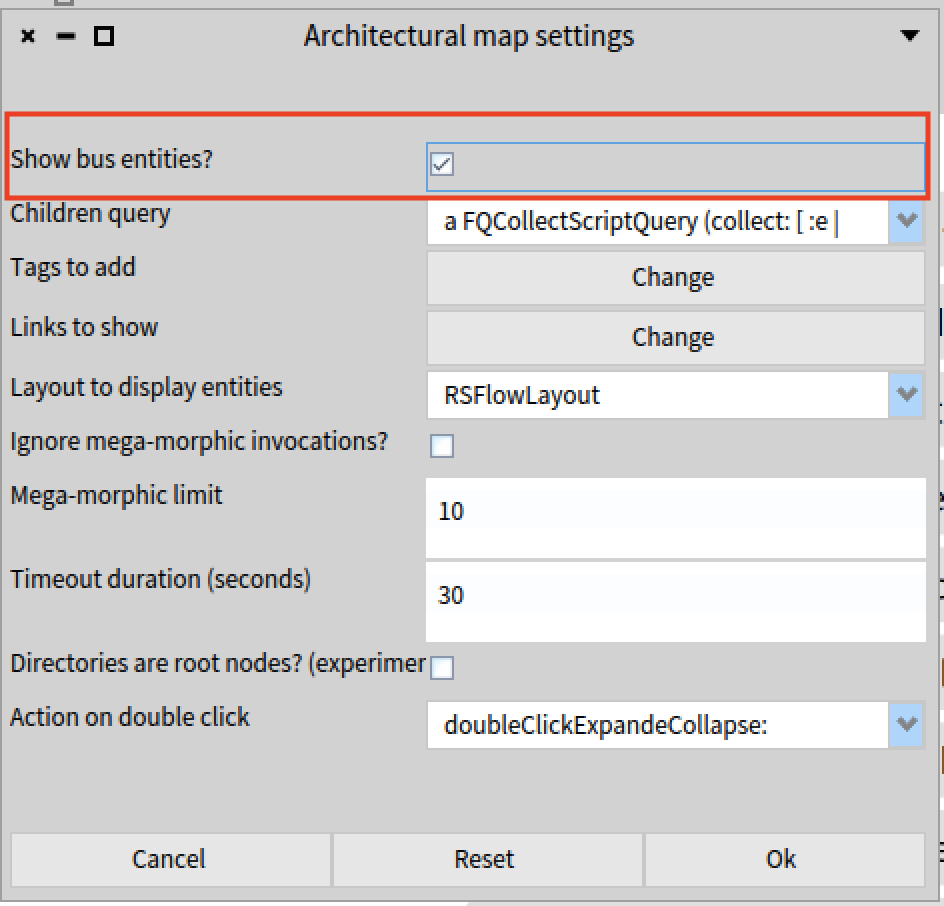 Architectural map settings
Show bus entities?
Children query
a FQCollectScriptQuery (collect: [ :e |
Tags to add
Change
Links to show
Change
Layout to display entities
RSFlowLayout
Ignore mega-morphic invocations?
Mega-morphic limit
10
Timeout duration (seconds)
30
Directories are root nodes? (experimer
Action on double click
doubleClickExpandeCollapse:
Cancel Reset Ok